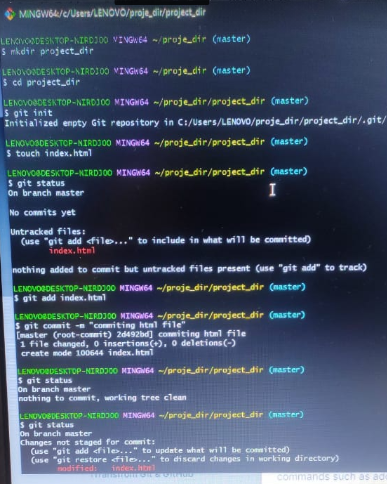 MINGW64:/c/Users/LENOVO/proje_dir/project_dir
LENOVO@DESKTOP-NIRDJOO MINGW64 ~/proje_dir (master)
$ mkdir project_dir
LENOVO@DESKTOP-NIRDJOO MINGW64 ~/proje_dir (master)
$ cd project_dir
LENOVO@DESKTOP-NIRDJOO MINGW64 ~/proje_dir/project_dir (master)
$ git init
Initialized empty Git repository in C:/Users/LENOVO/proje_dir/project_dir/.git/
LENOVO@DESKTOP-NIRDJOO MINGW64 ~/proje_dir/project_dir (master)
$ touch index.html
LENOVO@DESKTOP-NIRDJOO MINGW64 ~/proje_dir/project_dir (master)
$ git status
On branch master
No commits yet
Untracked files:
(use "git add <file>..." to include in what will be committed)
index.html
nothing added to commit but untracked files present (use "git add" to track)
LENOVO@DESKTOP-NIRDJOO MINGW64 ~/proje_dir/project_dir (master)
$ git add index.html
LENOVO@DESKTOP-NIRDJOO MINGW64 ~/proje_dir/project_dir (master)
$ git commit -m "commiting html file"
[master (root-commit) 2d492bd] commiting html file
1 file changed, 0 insertions(+), 0 deletions(-)
create mode 100644 index.html
LENOVO@DESKTOP-NIRDJOO MINGW64 ~/proje_dir/project_dir (master)
$ git status
On branch master
nothing to commit, working tree clean
LENOVO@DESKTOP-NIRDJOO MINGW64 ~/proje_dir/project_dir (master)
$ git status
On branch master
Changes not staged for commit:
(use "git add <file>..." to update what will be committed)
(use "git restore <file>..." to discard changes in working directory)
modified: index.html
commands such as